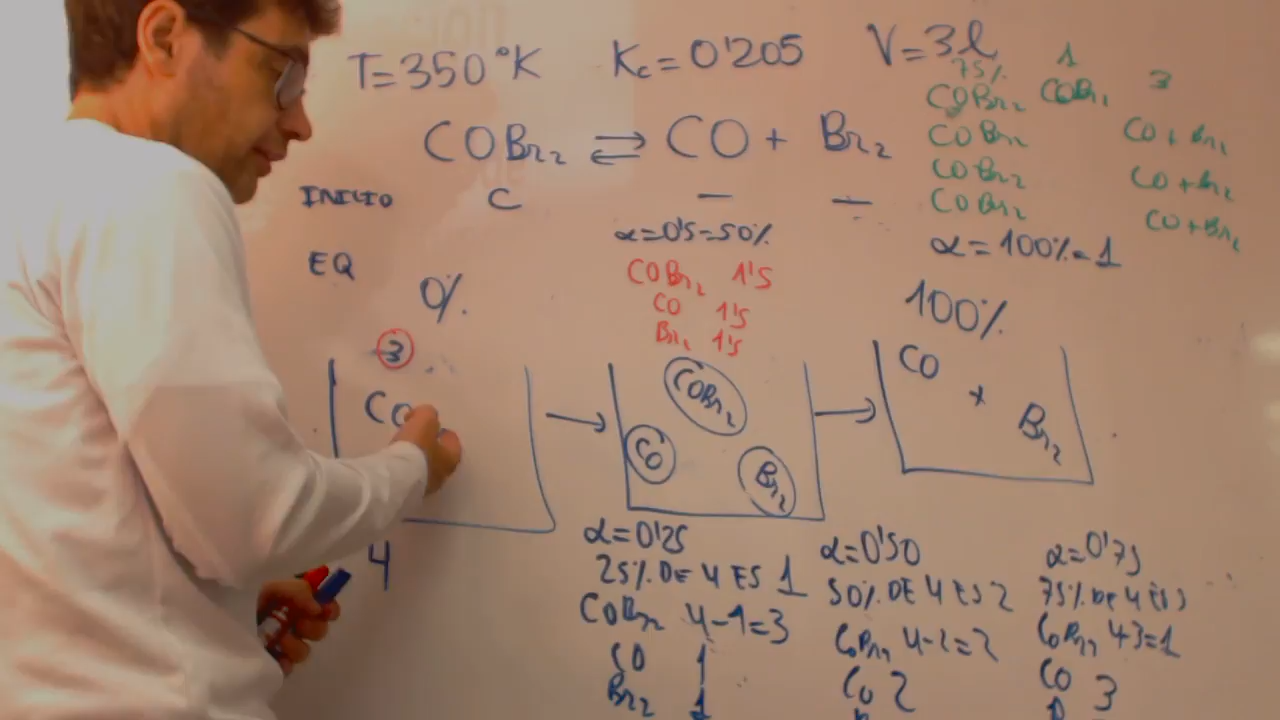 T=350°K Kc=0'205 V=3l
COBr2 ⇌ CO + Br2
INICIO C — —
EQ
75% 1 3
COBr2 COBr2
COBr2 CO + Br2
COBr2 CO + Br2
COBr2 CO + Br2
α=100%=1
0%
3
CO
4
α=0'5=50%
COBr2 1'5
CO 1'5
Br2 1'5
COBr2
CO
Br2
100%
CO
+
Br2
α=0'25
25% DE 4 ES 1
COBr2 4-1=3
CO 1
Br2 1
α=0'50
50% DE 4 ES 2
COBr2 4-2=2
CO 2
α=0'75
75% DE 4 ES 3
COBr2 4-3=1
CO 3